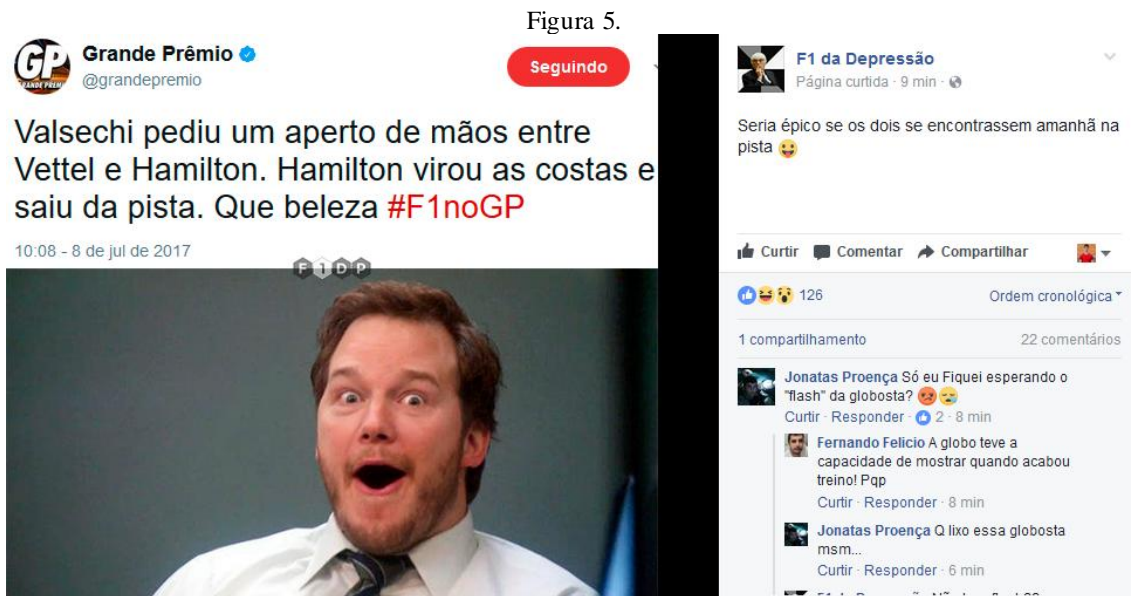 Figura 5.
GP
GRANDE PRÊMIO
Grande Prêmio
@grandepremio
Seguindo
Valsechi pediu um aperto de mãos entre
Vettel e Hamilton. Hamilton virou as costas e
saiu da pista. Que beleza #F1noGP
10:08 - 8 de jul de 2017
F1DP
F1 da Depressão
Página curtida · 9 min ·
Seria épico se os dois se encontrassem amanhã na
pista 😜
Curtir Comentar Compartilhar
126 Ordem cronológica
1 compartilhamento 22 comentários
Jonatas Proença Só eu Fiquei esperando o
"flash" da globosta? 😡😪
Curtir · Responder · 2 · 8 min
Fernando Felicio A globo teve a
capacidade de mostrar quando acabou
treino! Pqp
Curtir · Responder · 8 min
Jonatas Proença Q lixo essa globosta
msm...
Curtir · Responder · 6 min